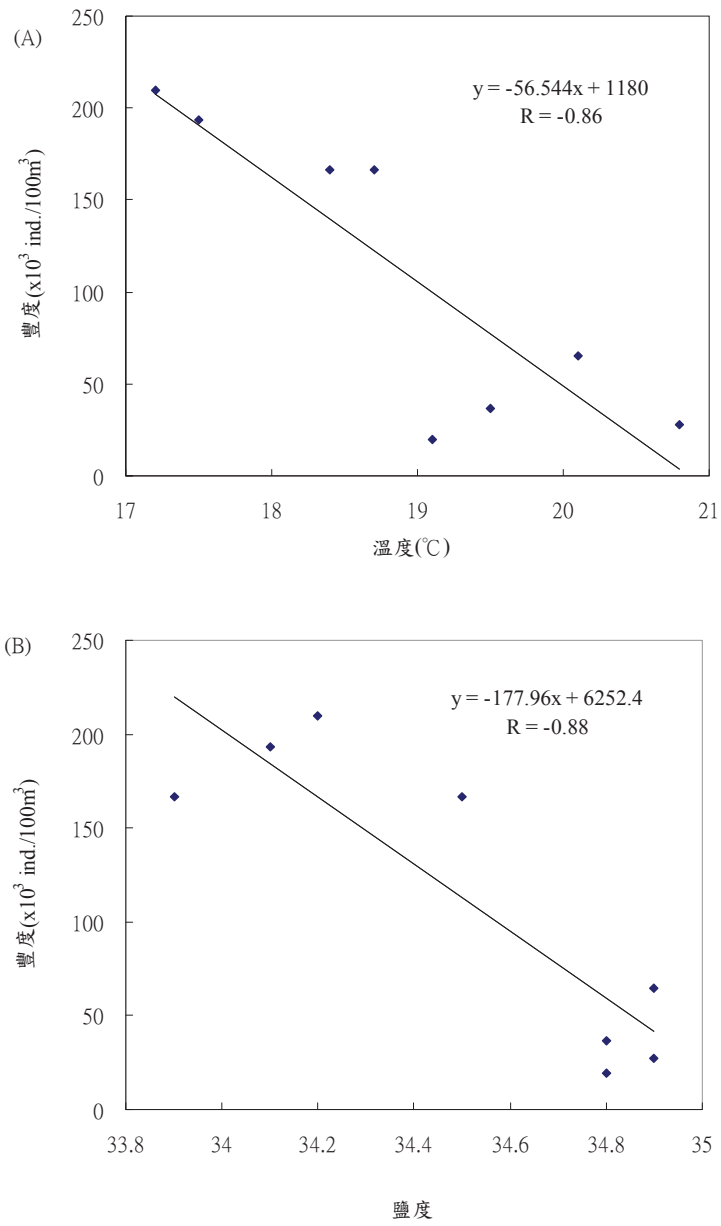 (A)
y = -56.544x + 1180
R = -0.86
豐度(x10³ ind./100m³)
250
200
150
100
50
0
17 18 19 20 21
溫度(℃)
(B)
y = -177.96x + 6252.4
R = -0.88
豐度(x10³ ind./100m³)
250
200
150
100
50
0
33.8 34 34.2 34.4 34.6 34.8 35
鹽度